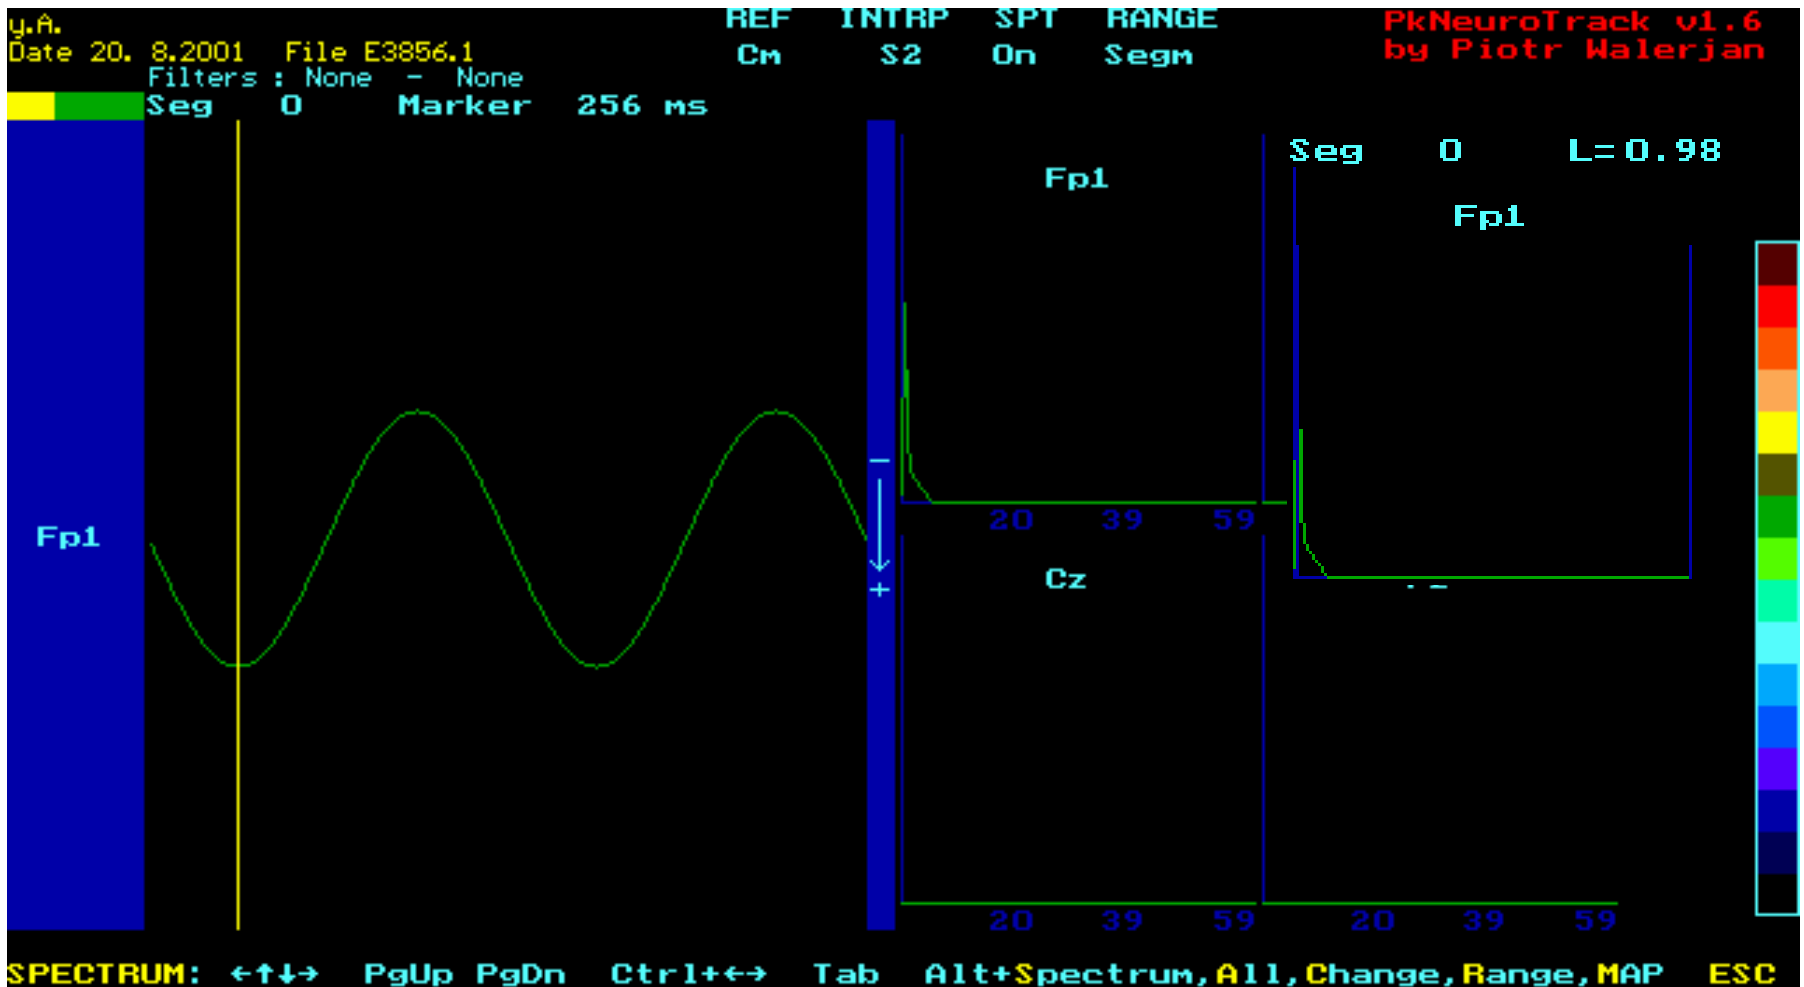 y.A.
REF INTRP SPT RANGE
PkNeuroTrack v1.6
Date 20. 8.2001 File E3856.1
Cm S2 On Segm
by Piotr Walerjan
Filters : None - None
Seg 0 Marker 256 ms
Seg 0 L=0.98
Fp1
Fp1
Fp1
-
+
20 39 59
Cz
20 39 59 20 39 59
SPECTRUM: ←↑↓→ PgUp PgDn Ctrl+←→ Tab Alt+Spectrum,All,Change,Range,MAP ESC